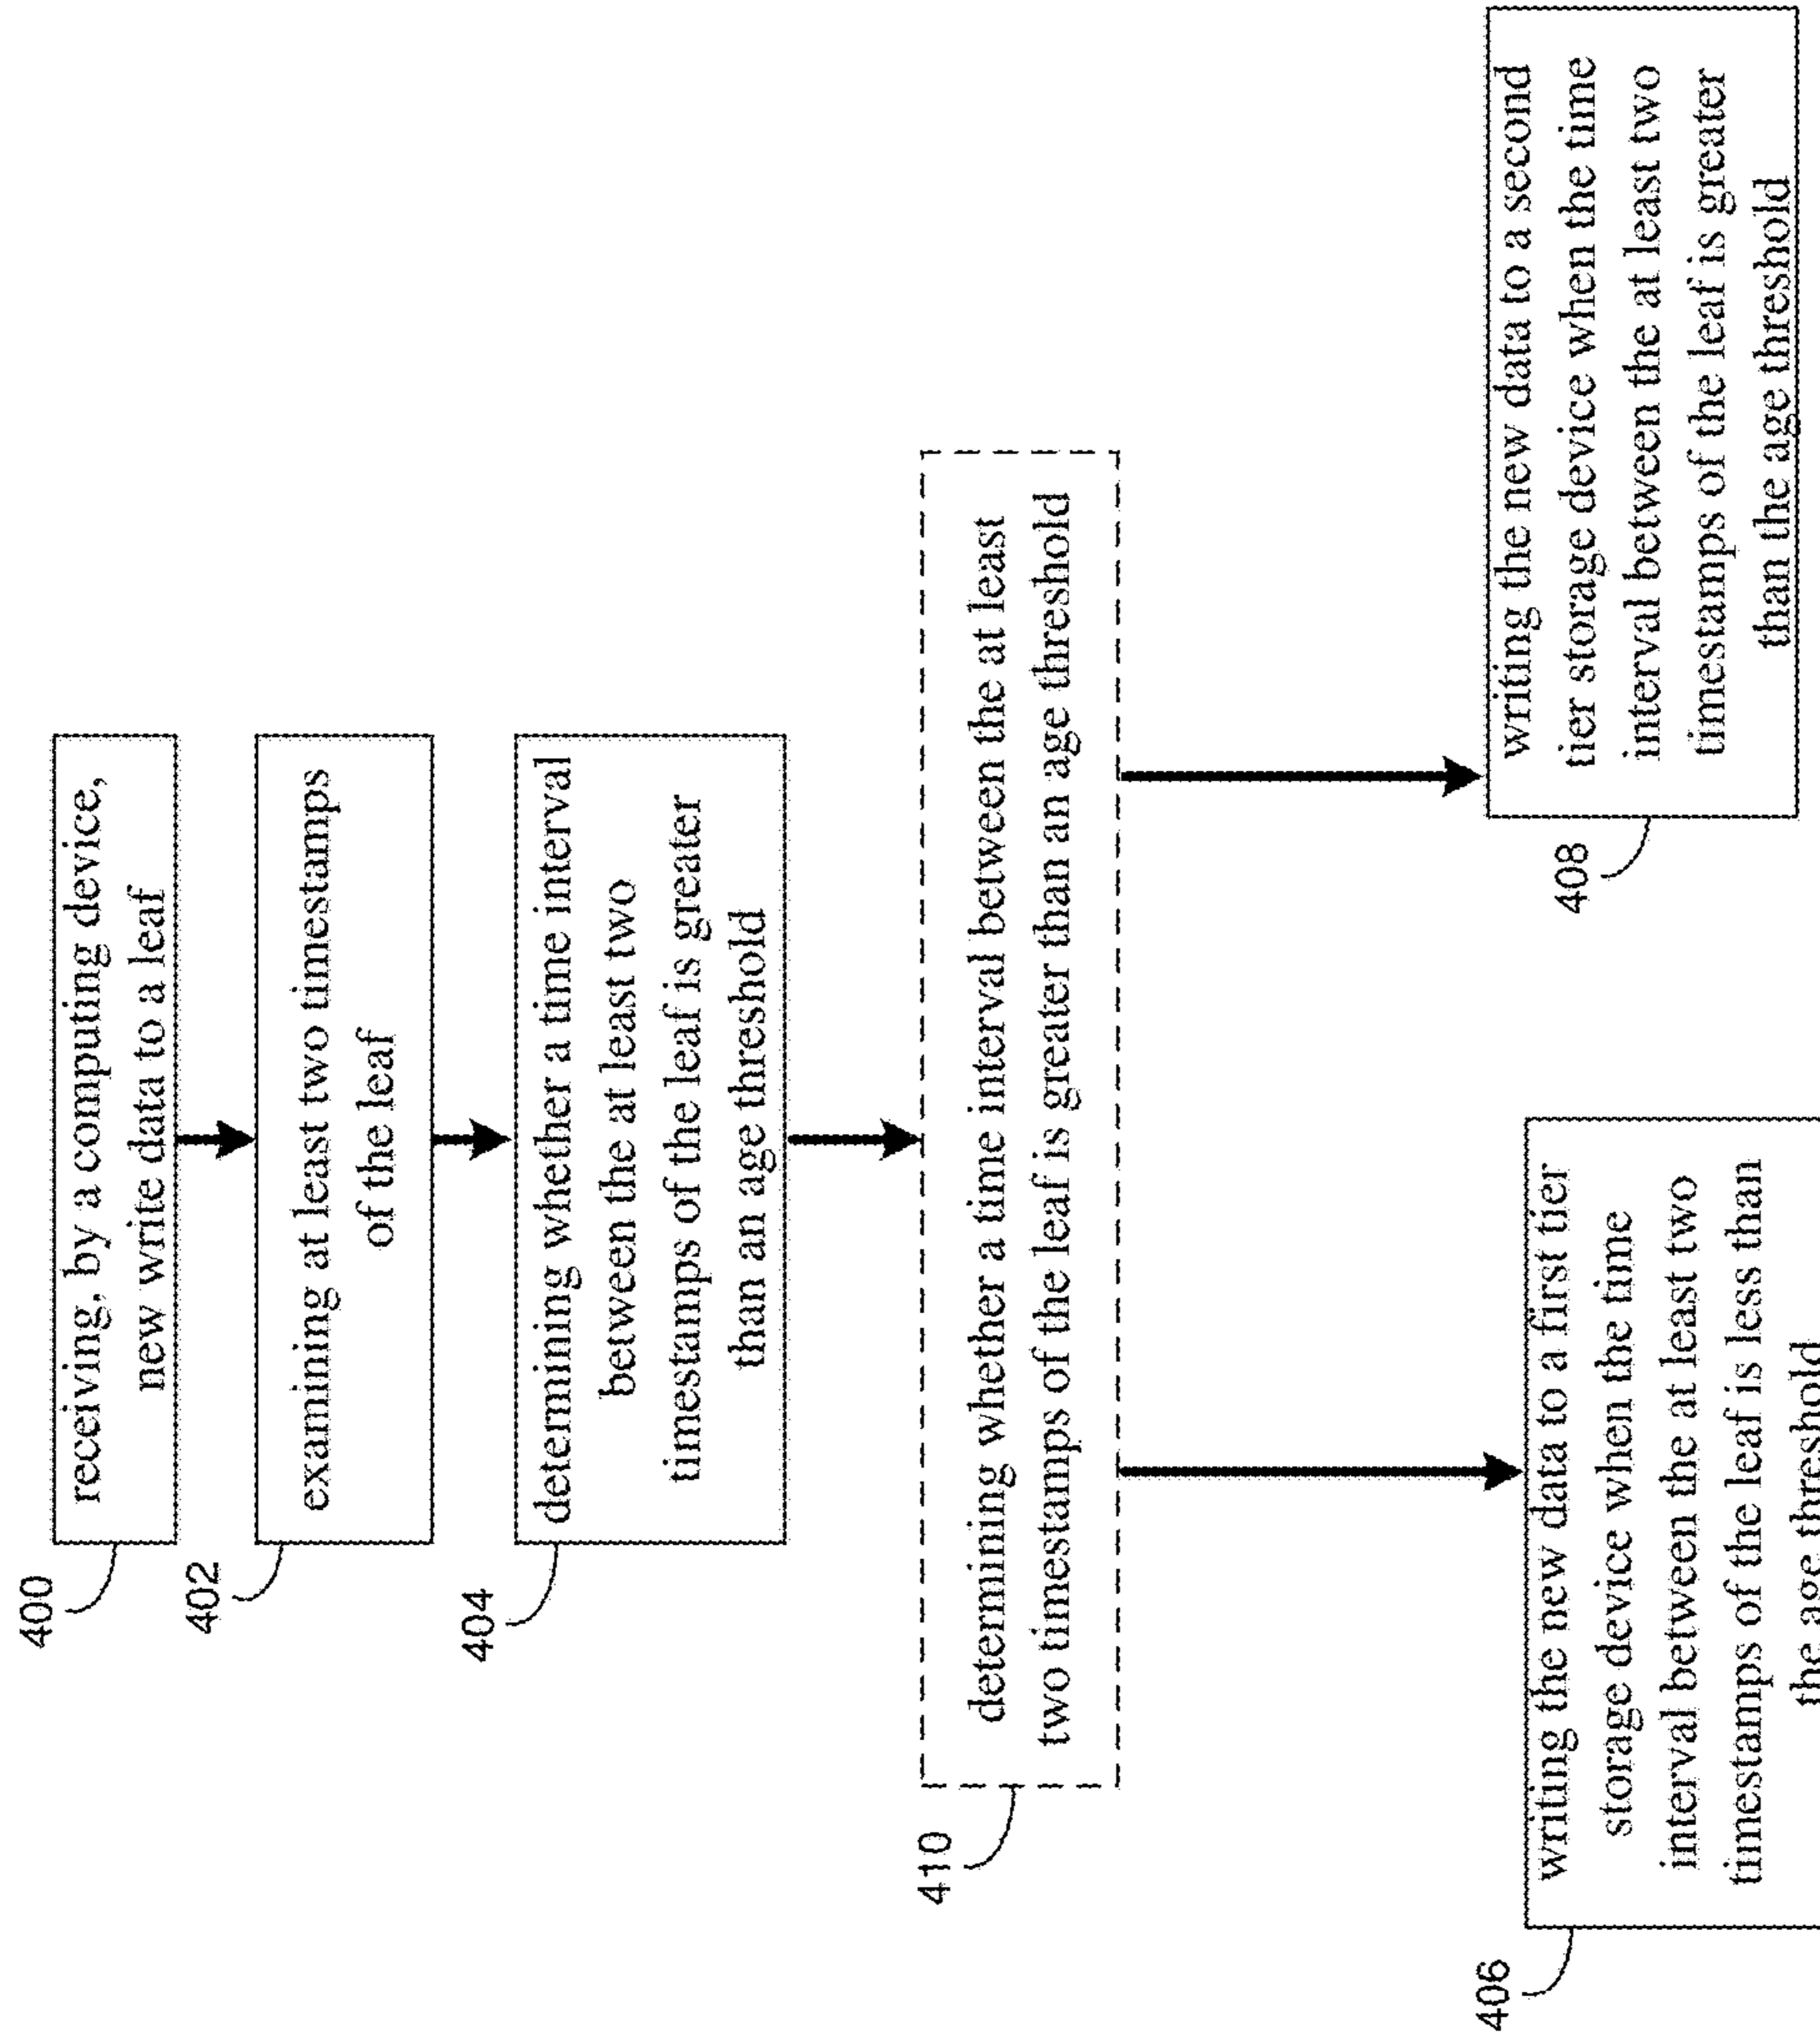 400
receiving, by a computing device,
new write data to a leaf
402
examining at least two timestamps
of the leaf
404
determining whether a time interval
between the at least two
timestamps of the leaf is greater
than an age threshold
410
determining whether a time interval between the at least
two timestamps of the leaf is greater than an age threshold
406
writing the new data to a first tier
storage device when the time
interval between the at least two
timestamps of the leaf is less than
the age threshold
408
writing the new data to a second
tier storage device when the time
interval between the at least two
timestamps of the leaf is greater
than the age threshold